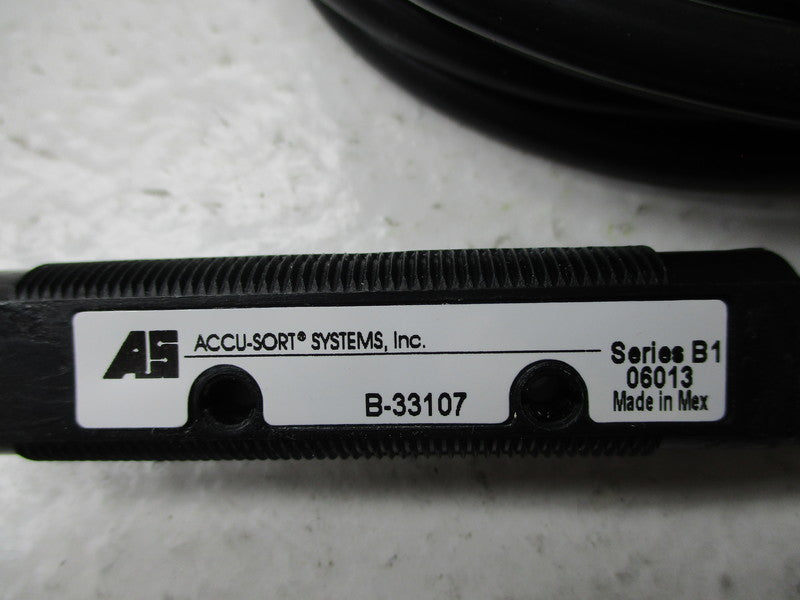 AS
ACCU-SORT® SYSTEMS, Inc.
B-33107
Series B1
06013
Made in Mex